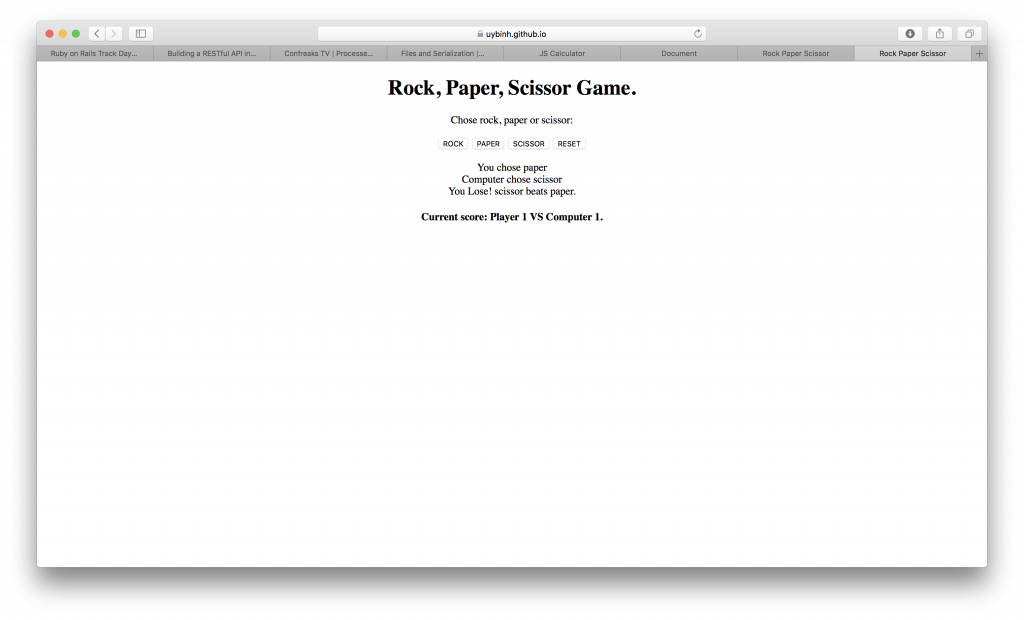 uybinh.github.io
Ruby on Rails Track Day...
Building a RESTful API in...
Confreaks TV | Processe...
Files and Serialization |...
JS Calculator
Document
Rock Paper Scissor
Rock Paper Scissor
Rock, Paper, Scissor Game.
Chose rock, paper or scissor:
ROCK PAPER SCISSOR RESET
You chose paper
Computer chose scissor
You Lose! scissor beats paper.
Current score: Player 1 VS Computer 1.